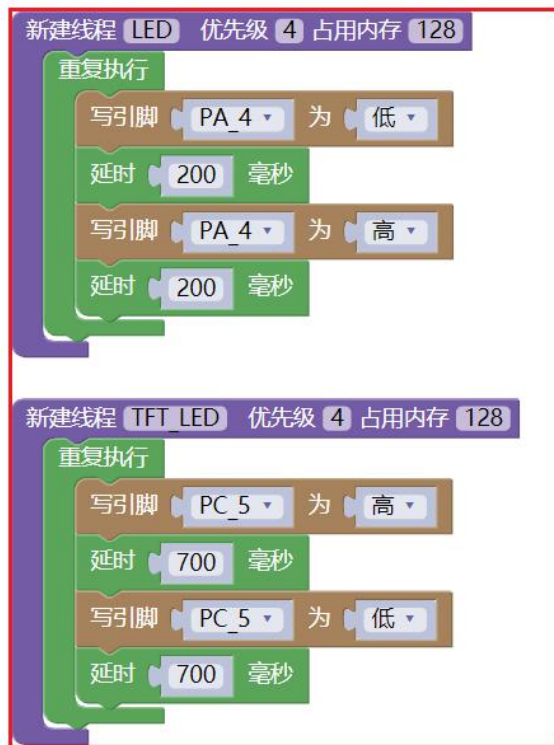 新建线程 LED 优先级 4 占用内存 128
重复执行
写引脚 PA_4 为 低
延时 200 毫秒
写引脚 PA_4 为 高
延时 200 毫秒
新建线程 TFT_LED 优先级 4 占用内存 128
重复执行
写引脚 PC_5 为 高
延时 700 毫秒
写引脚 PC_5 为 低
延时 700 毫秒